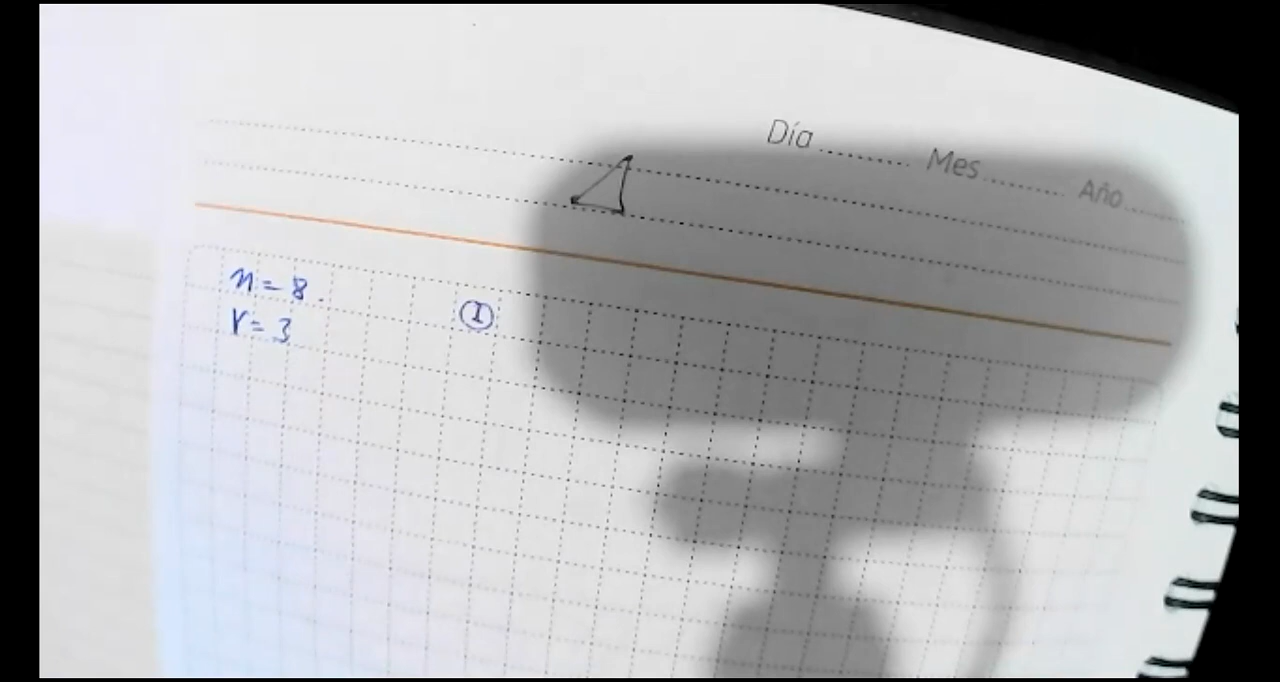 Día ........ Mes ........ Año ........
n = 8
r = 3
I